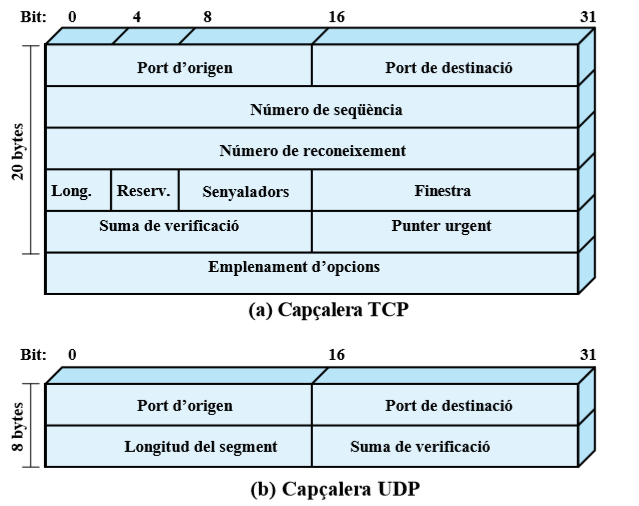 Bit: 0 4 8 16 31
Port d’origen Port de destinació
Número de seqüència
Número de reconeixement
Long. Reserv. Senyaladors Finestra
Suma de verificació Punter urgent
Emplenament d’opcions
20 bytes
(a) Capçalera TCP
Bit: 0 16 31
Port d’origen Port de destinació
Longitud del segment Suma de verificació
8 bytes
(b) Capçalera UDP